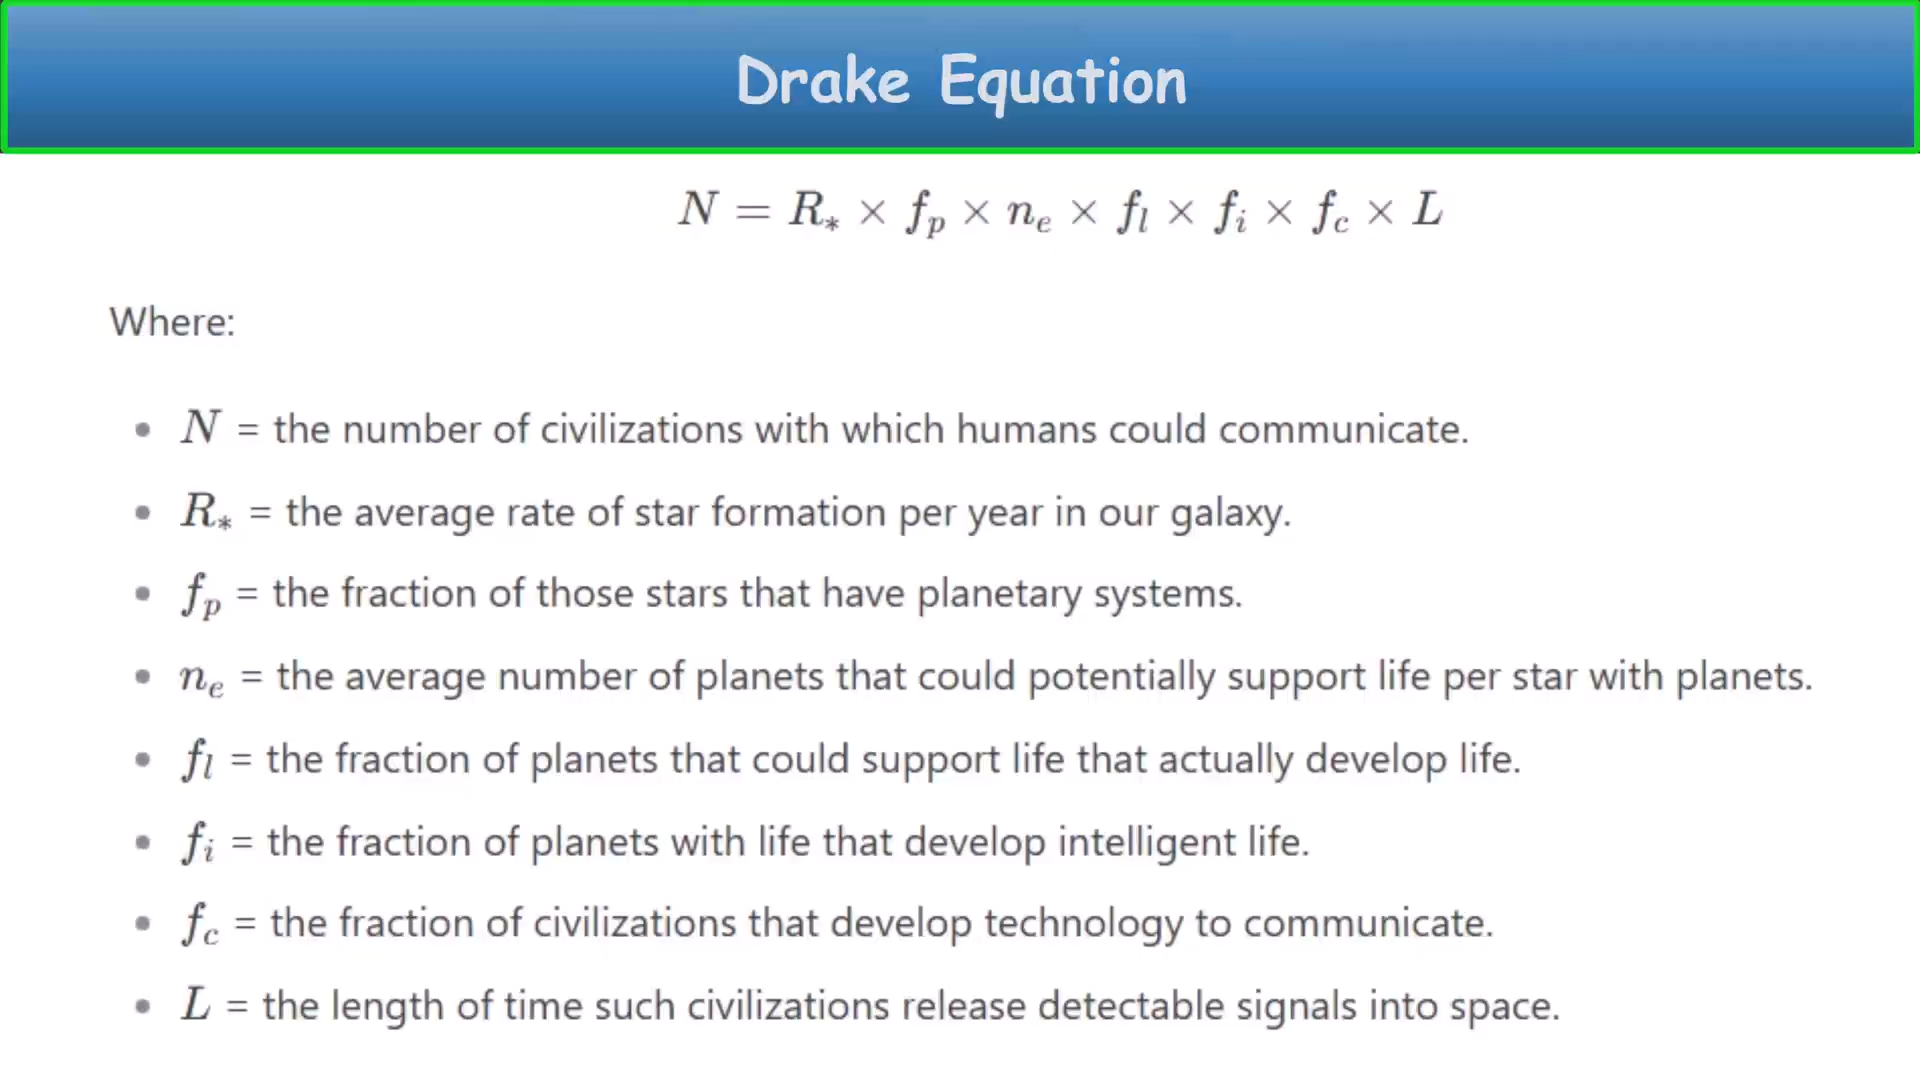 Drake Equation
N = R* × fp × ne × fl × fi × fc × L
Where:
• N = the number of civilizations with which humans could communicate.
• R* = the average rate of star formation per year in our galaxy.
• fp = the fraction of those stars that have planetary systems.
• ne = the average number of planets that could potentially support life per star with planets.
• fl = the fraction of planets that could support life that actually develop life.
• fi = the fraction of planets with life that develop intelligent life.
• fc = the fraction of civilizations that develop technology to communicate.
• L = the length of time such civilizations release detectable signals into space.